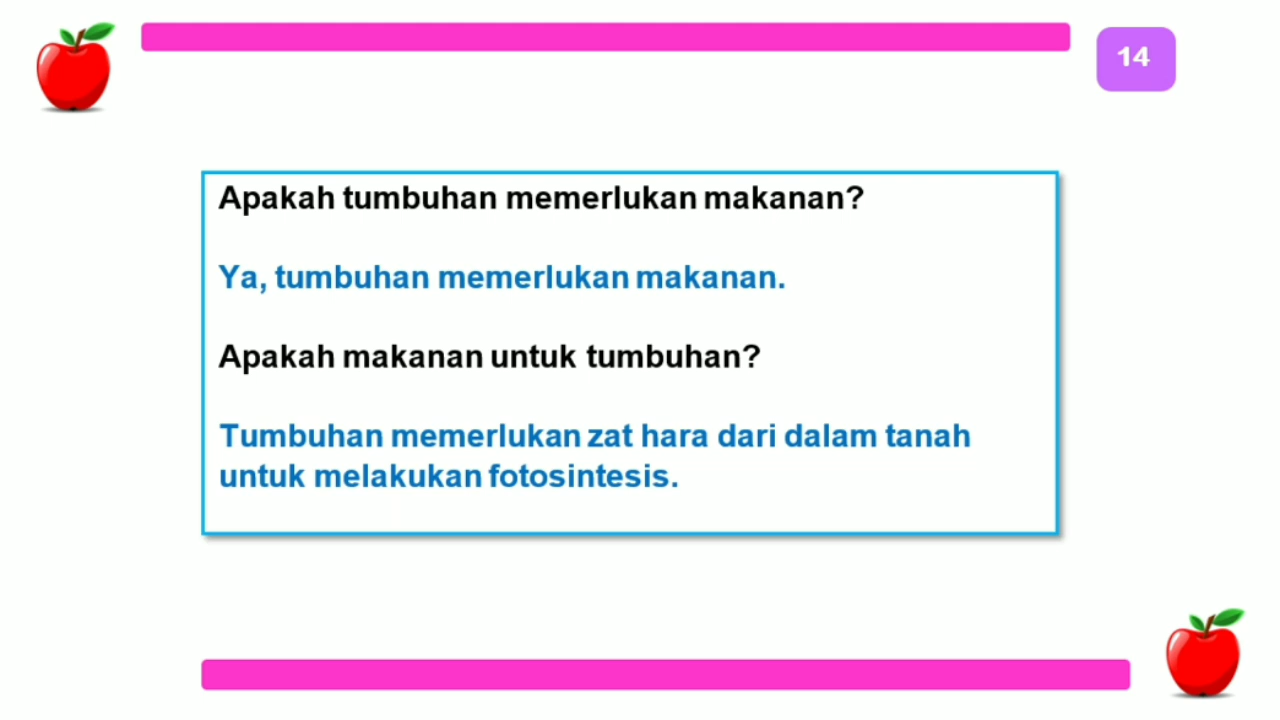 14
Apakah tumbuhan memerlukan makanan?
Ya, tumbuhan memerlukan makanan.
Apakah makanan untuk tumbuhan?
Tumbuhan memerlukan zat hara dari dalam tanah
untuk melakukan fotosintesis.